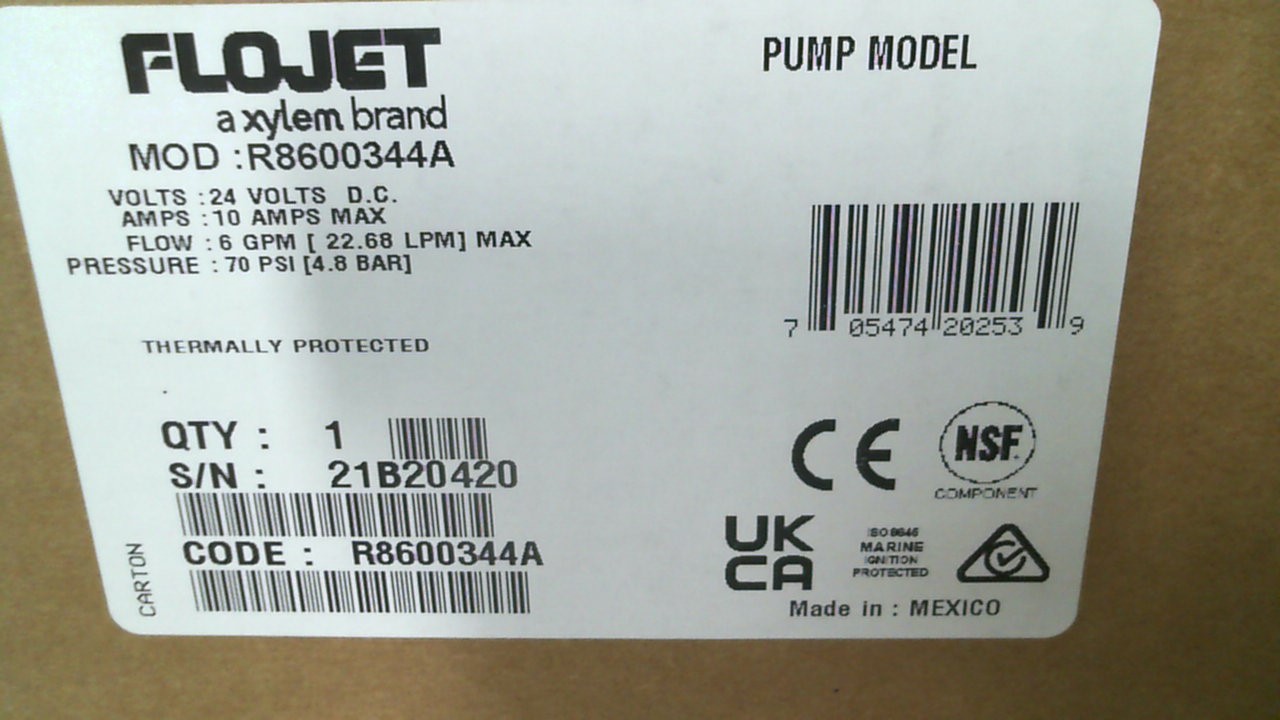 FLOJET
a xylem brand
MOD :R8600344A
VOLTS : 24 VOLTS D.C.
AMPS : 10 AMPS MAX
FLOW : 6 GPM [ 22.68 LPM] MAX
PRESSURE : 70 PSI [4.8 BAR]
THERMALLY PROTECTED
QTY : 1
S/N : 21B20420
CODE : R8600344A
CARTON
PUMP MODEL
7 05474 20253 9
CE
NSF.
COMPONENT
UK
CA
ISO 8846
MARINE
IGNITION
PROTECTED
Made in : MEXICO